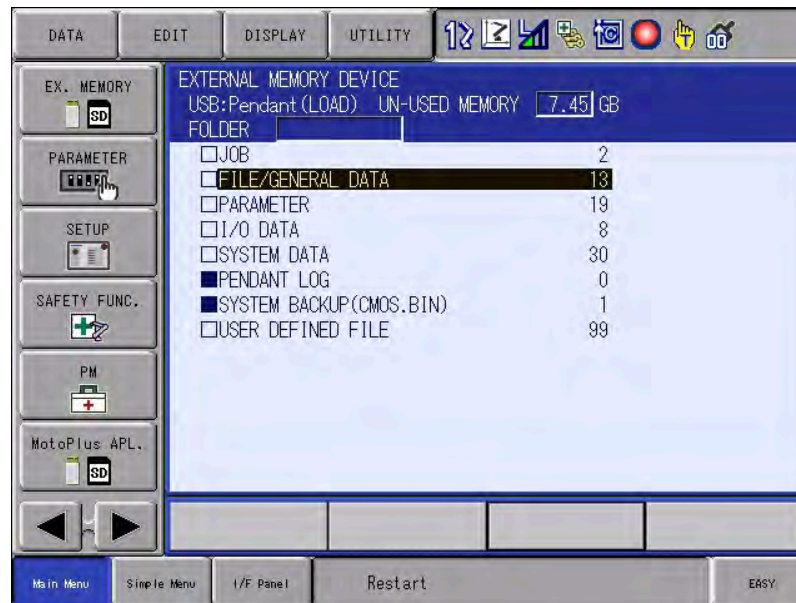 DATA
EDIT
DISPLAY
UTILITY
EX. MEMORY
SD
PARAMETER
SETUP
SAFETY FUNC.
PM
MotoPlus APL.
SD
EXTERNAL MEMORY DEVICE
USB:Pendant(LOAD) UN-USED MEMORY 7.45 GB
FOLDER
JOB 2
FILE/GENERAL DATA 13
PARAMETER 19
I/O DATA 8
SYSTEM DATA 30
PENDANT LOG 0
SYSTEM BACKUP(CMOS.BIN) 1
USER DEFINED FILE 99
Main Menu
Simple Menu
I/F Panel
Restart
EASY